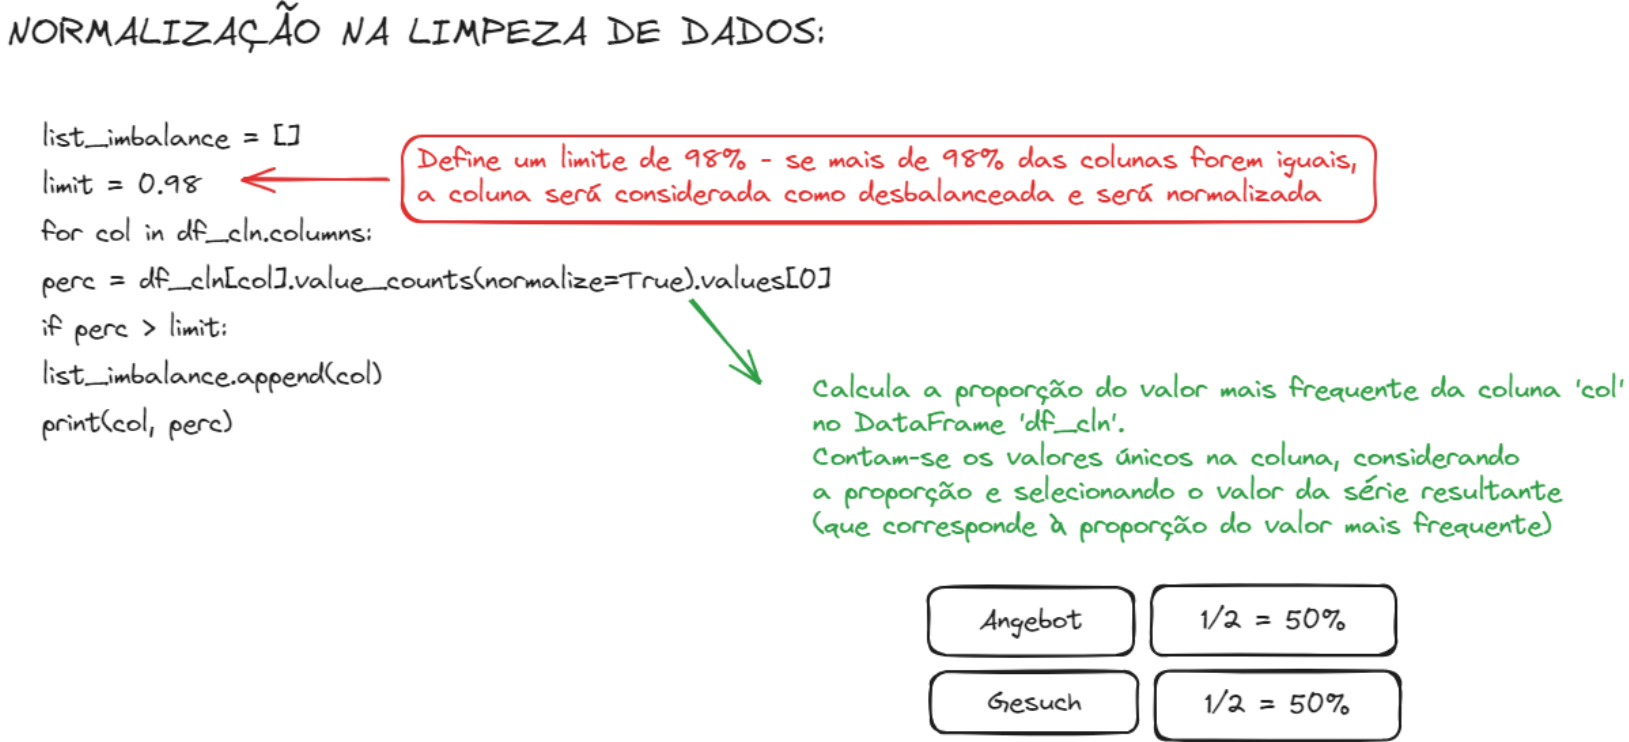 NORMALIZAÇÃO NA LIMPEZA DE DADOS:
list_imbalance = []
limit = 0.98
Define um limite de 98% - se mais de 98% das colunas forem iguais,
a coluna será considerada como desbalanceada e será normalizada
for col in df_cln.columns:
perc = df_cln[col].value_counts(normalize=True).values[0]
if perc > limit:
list_imbalance.append(col)
print(col, perc)
Calcula a proporção do valor mais frequente da coluna 'col'
no DataFrame 'df_cln'.
Contam-se os valores únicos na coluna, considerando
a proporção e selecionando o valor da série resultante
(que corresponde à proporção do valor mais frequente)
Angebot 1/2 = 50%
Gesuch 1/2 = 50%